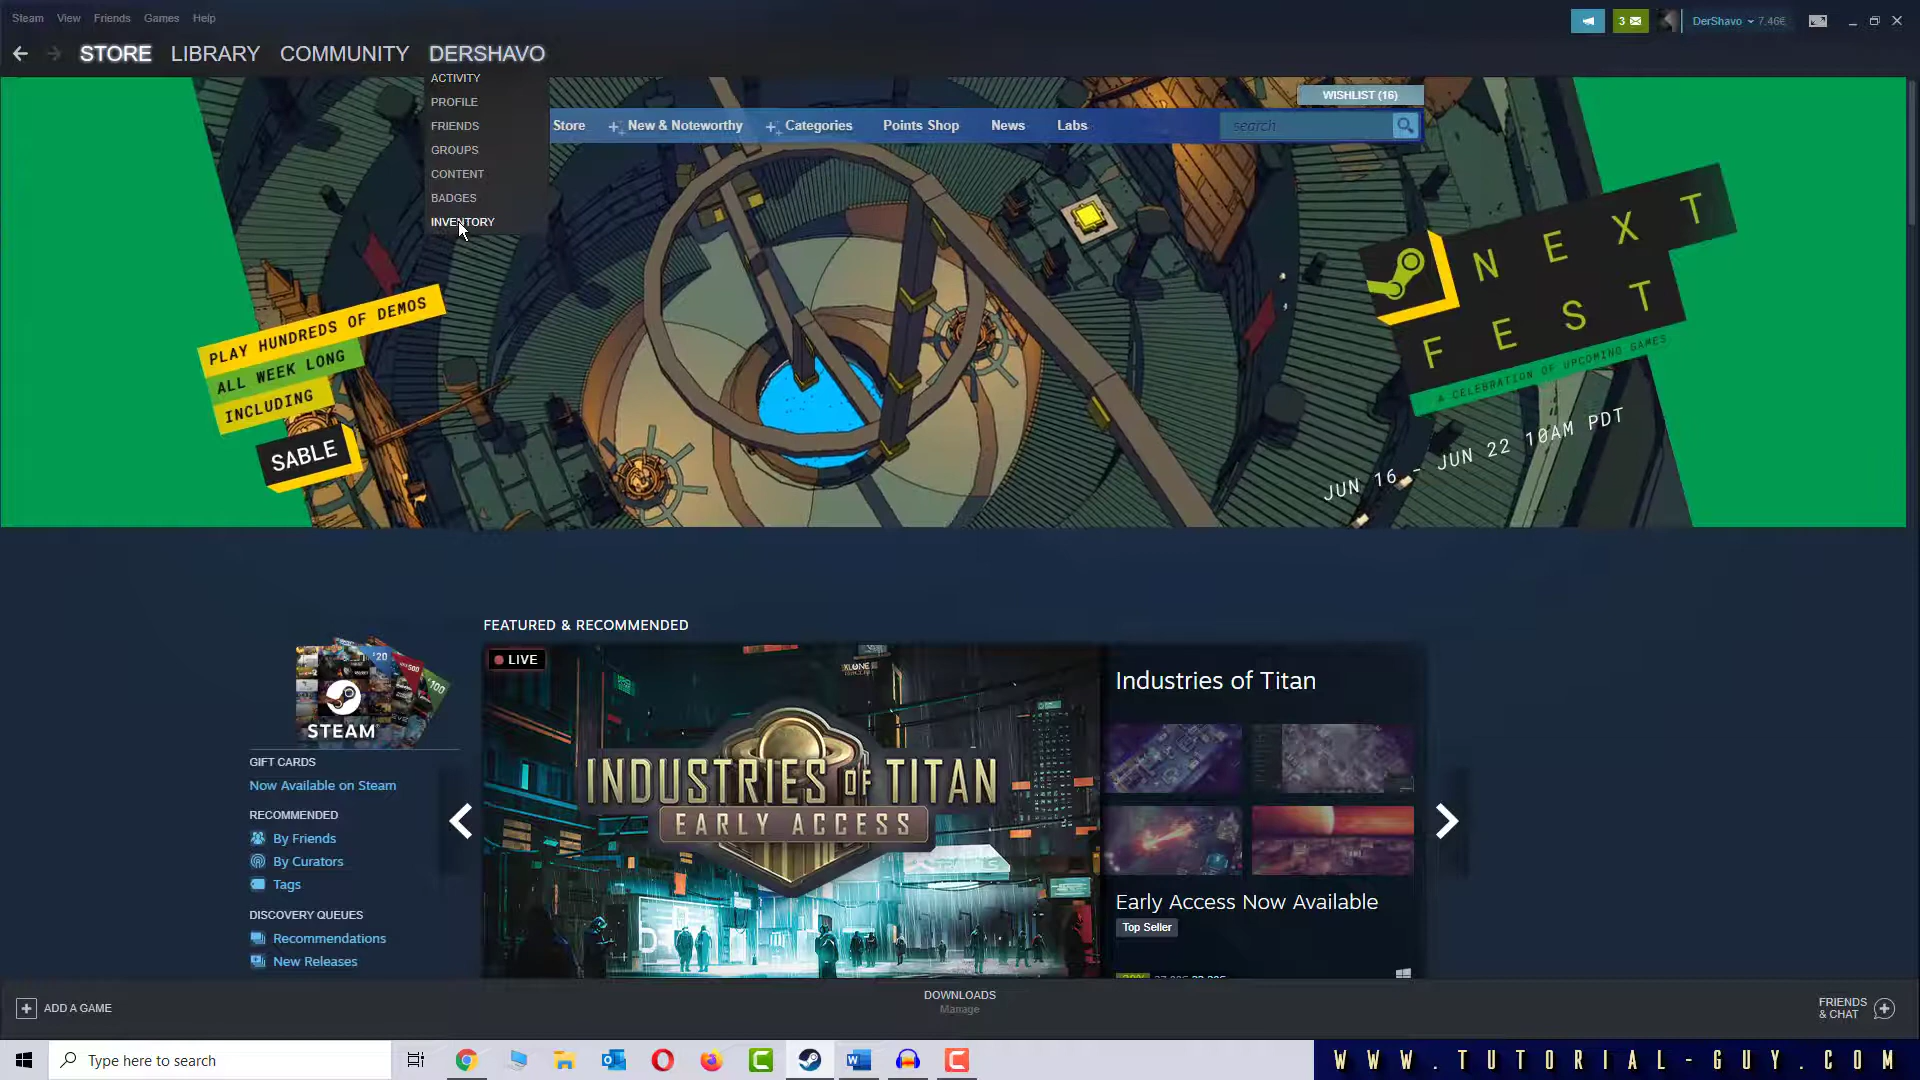 Steam View Friends Games Help
3 DerShavo 7.46€
STORE LIBRARY COMMUNITY DERSHAVO
ACTIVITY
PROFILE
FRIENDS
GROUPS
CONTENT
BADGES
INVENTORY
WISHLIST (16)
Store New & Noteworthy Categories Points Shop News Labs search
PLAY HUNDREDS OF DEMOS
ALL WEEK LONG
INCLUDING
SABLE
NEXT
FEST
A CELEBRATION OF UPCOMING GAMES
JUN 16 - JUN 22 10AM PDT
FEATURED & RECOMMENDED
STEAM
GIFT CARDS
Now Available on Steam
RECOMMENDED
By Friends
By Curators
Tags
DISCOVERY QUEUES
Recommendations
New Releases
LIVE
INDUSTRIES OF TITAN
EARLY ACCESS
Industries of Titan
Early Access Now Available
Top Seller
ADD A GAME
DOWNLOADS
Manage
FRIENDS
& CHAT
Type here to search
WWW.TUTORIAL-GUY.COM